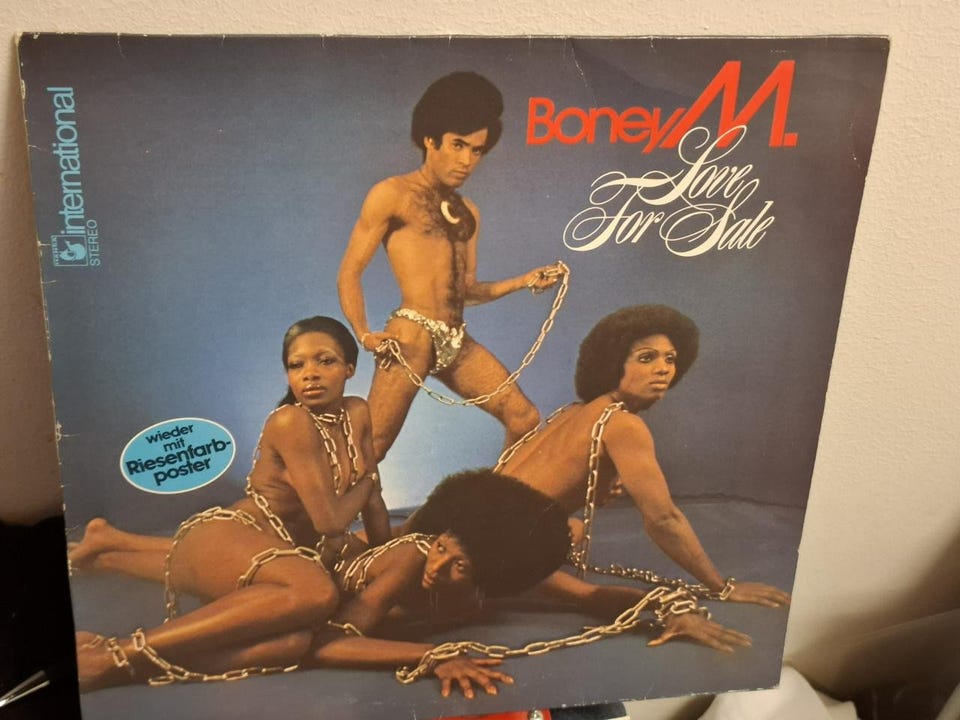 international
STEREO
Boney M.
Love
For Sale
wieder
mit
Riesenfarb-
poster